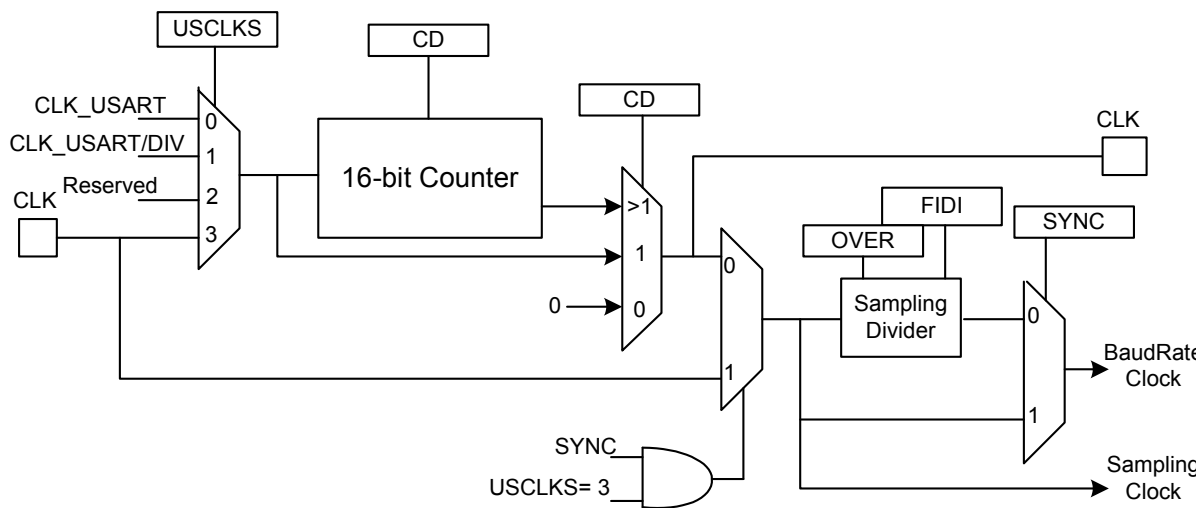 USCLKS
CD
CLK_USART
0
CLK_USART/DIV
1
Reserved
2
CLK
3
16-bit Counter
CD
>1
1
0
0
CLK
FIDI
OVER
SYNC
0
1
Sampling
Divider
0
1
BaudRate
Clock
SYNC
USCLKS= 3
Sampling
Clock